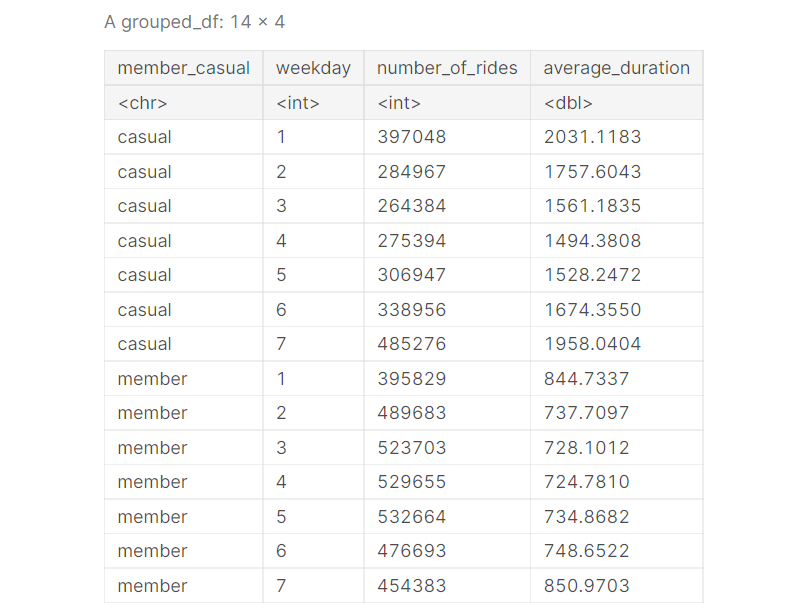 A grouped_df: 14 × 4
member_casual weekday number_of_rides average_duration
<chr> <int> <int> <dbl>
casual 1 397048 2031.1183
casual 2 284967 1757.6043
casual 3 264384 1561.1835
casual 4 275394 1494.3808
casual 5 306947 1528.2472
casual 6 338956 1674.3550
casual 7 485276 1958.0404
member 1 395829 844.7337
member 2 489683 737.7097
member 3 523703 728.1012
member 4 529655 724.7810
member 5 532664 734.8682
member 6 476693 748.6522
member 7 454383 850.9703